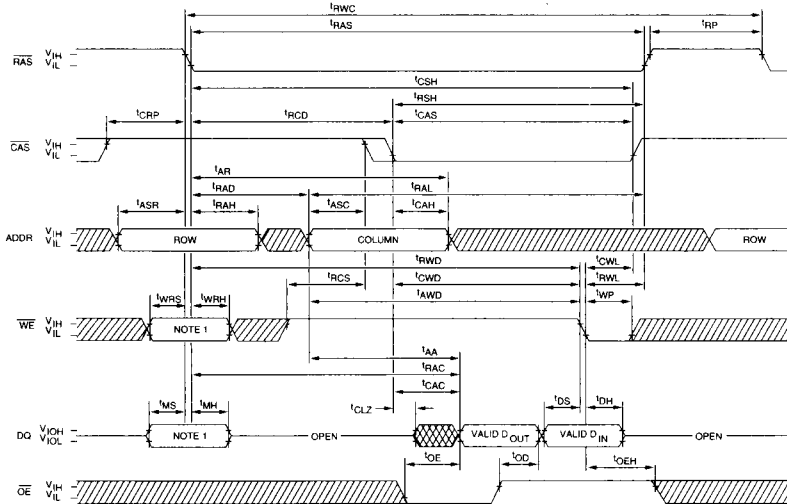 tRWC
tRAS tRP
RAS VIH
VIL
tCSH
tRSH
tCRP tRCD tCAS
CAS VIH
VIL
tAR
tRAD tRAL
tASR tRAH tASC tCAH
ADDR VIH
VIL
ROW COLUMN ROW
tRWD tCWL
tRCS tCWD tRWL
tWRS tWRH tAWD tWP
WE VIH
VIL
NOTE 1
tAA
tRAC
tCAC
tMS tMH tCLZ tDS tDH
DQ VIOH
VIOL
NOTE 1 OPEN VALID DOUT VALID DIN OPEN
tOE tOD tOEH
OE VIH
VIL